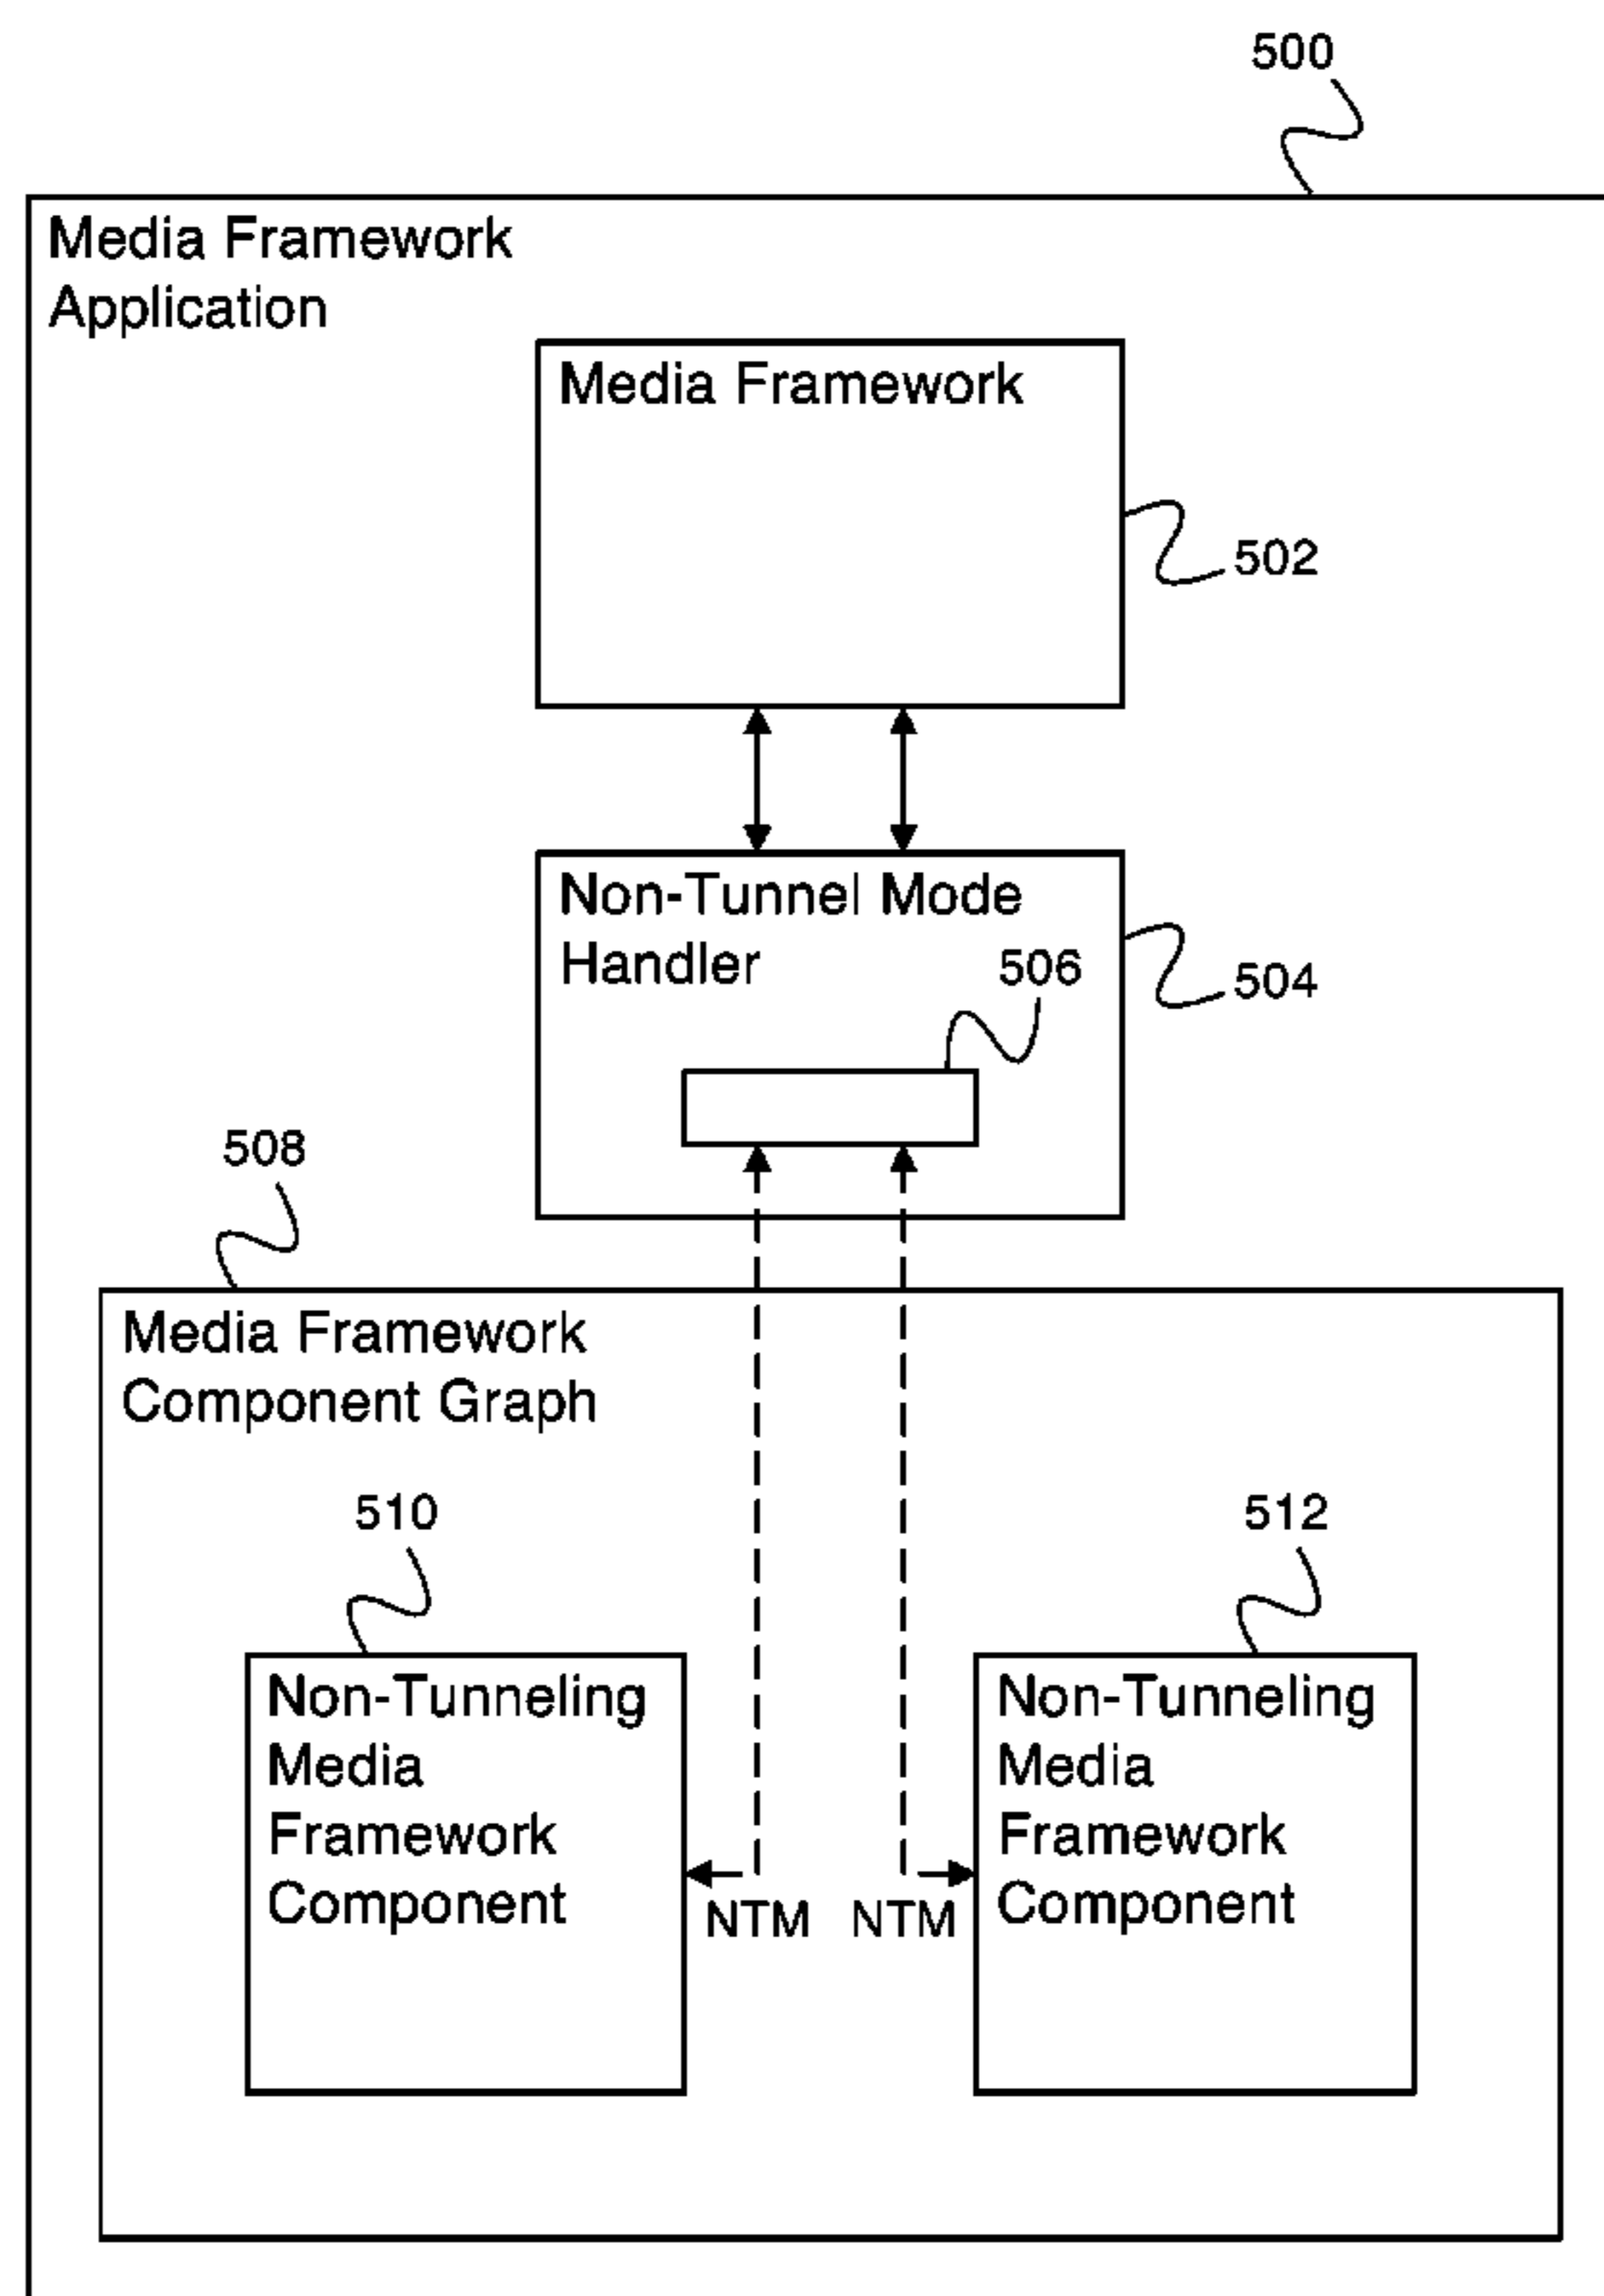 500
Media Framework
Application
Media Framework
502
Non-Tunnel Mode
Handler
506
504
508
Media Framework
Component Graph
510
512
Non-Tunneling
Media
Framework
Component
Non-Tunneling
Media
Framework
Component
NTM
NTM